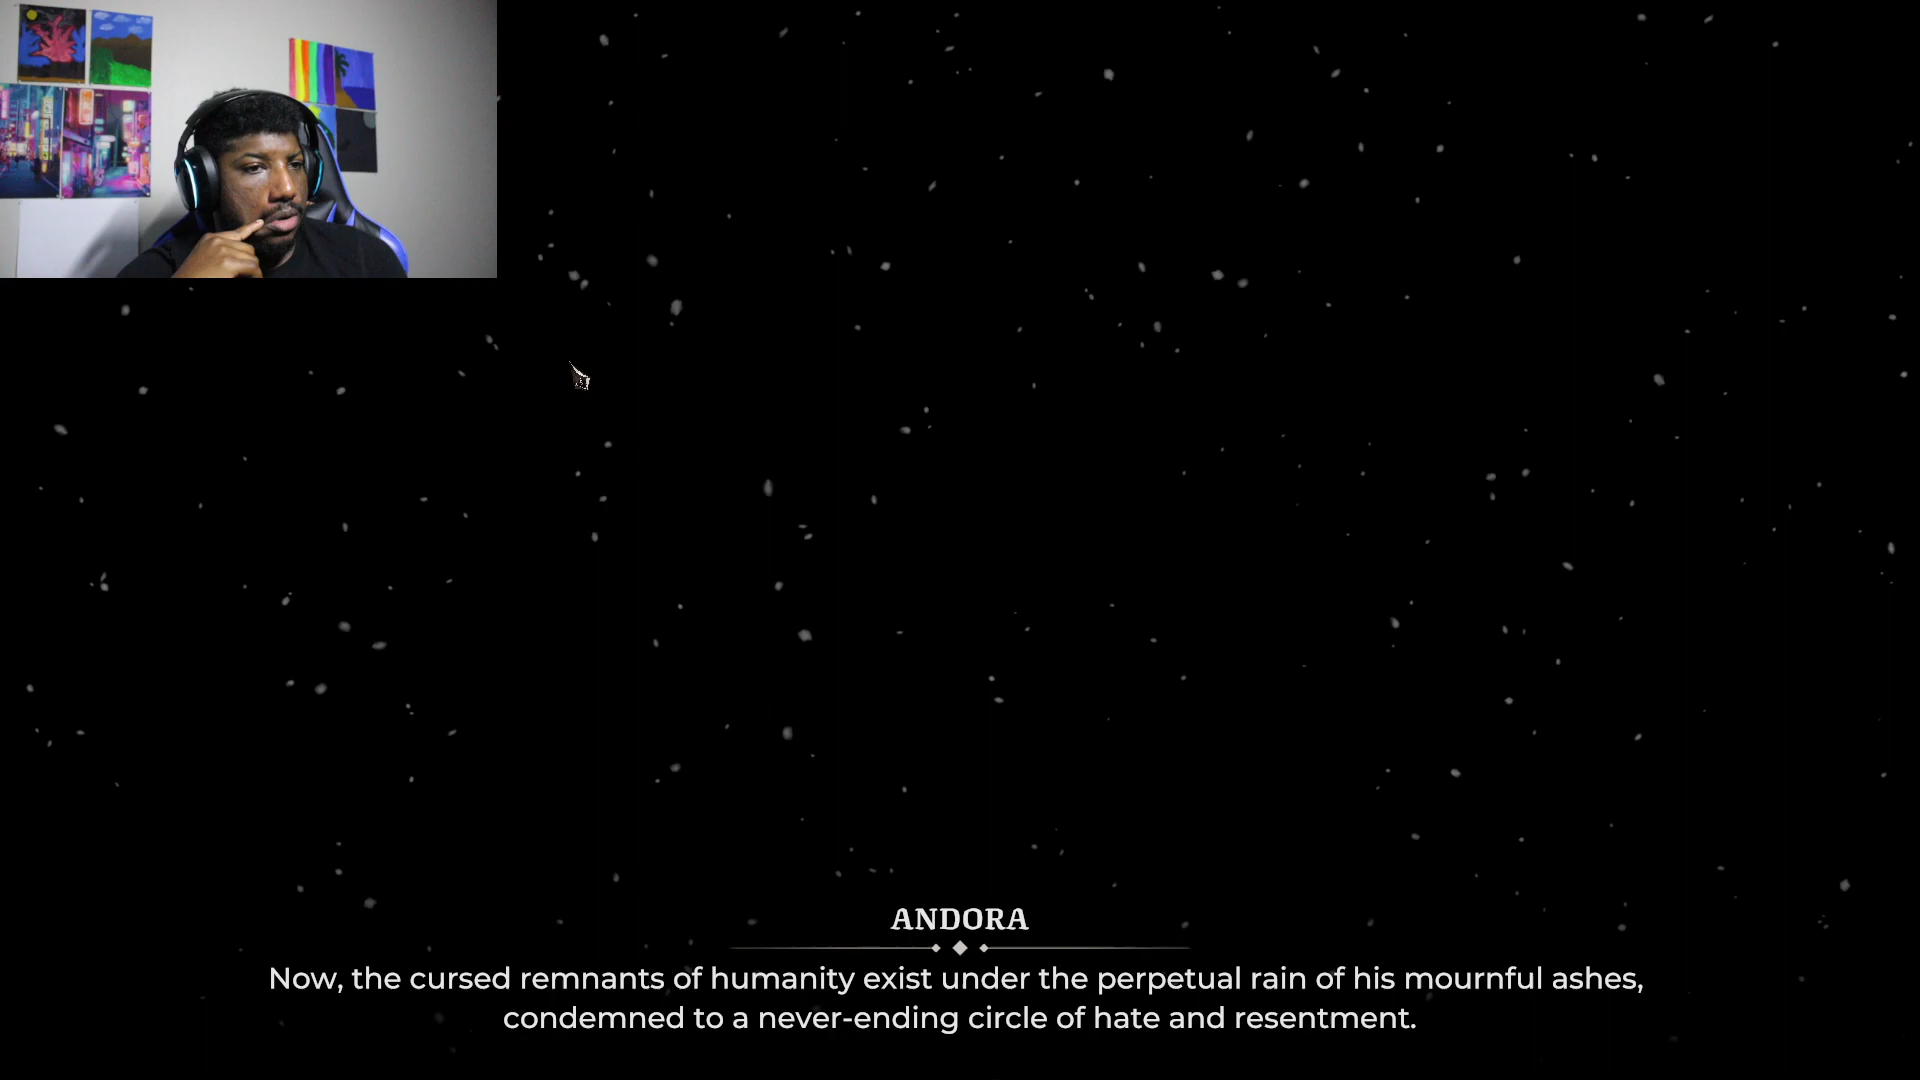 ANDORA
Now, the cursed remnants of humanity exist under the perpetual rain of his mournful ashes,
condemned to a never-ending circle of hate and resentment.